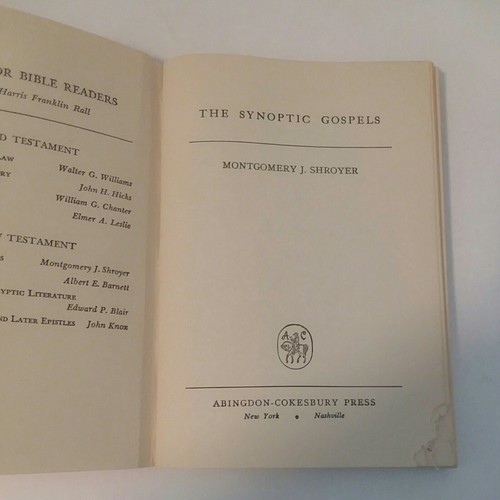 OR BIBLE READERS
Harris Franklin Rall
D TESTAMENT
AW Walter G. Williams
RY John H. Hicks
William G. Chanter
Elmer A. Leslie
TESTAMENT
S Montgomery J. Shroyer
Albert E. Barnett
YPTIC LITERATURE
Edward P. Blair
ND LATER EPISTLES John Knox
THE SYNOPTIC GOSPELS
MONTGOMERY J. SHROYER
A C
ABINGDON-COKESBURY PRESS
New York • Nashville